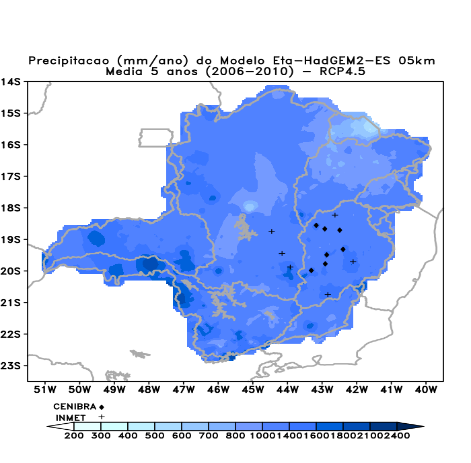 Precipitacao (mm/ano) do Modelo Eta-HadGEM2-ES 05km
Media 5 anos (2006-2010) - RCP4.5
14S
15S
16S
17S
18S
19S
20S
21S
22S
23S
51W 50W 49W 48W 47W 46W 45W 44W 43W 42W 41W 40W
CENIBRA
INMET
200 300 400 500 600 700 800 1000 1400 1600 1800 2100 2400